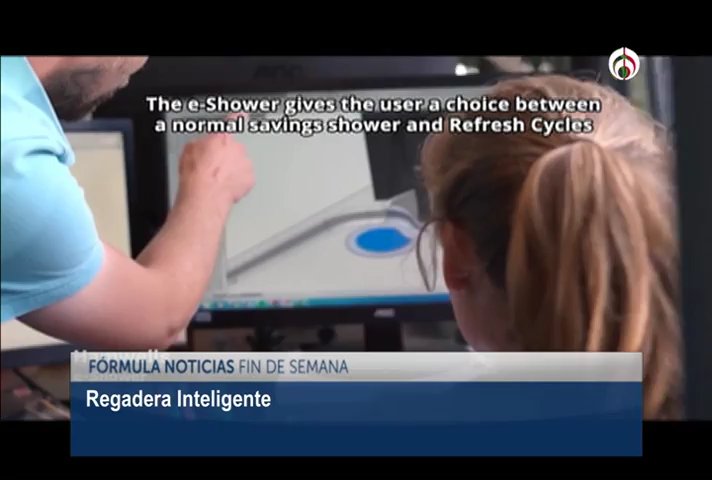 The e-Shower gives the user a choice between
a normal savings shower and Refresh Cycles
FÓRMULA NOTICIAS FIN DE SEMANA
Regadera Inteligente